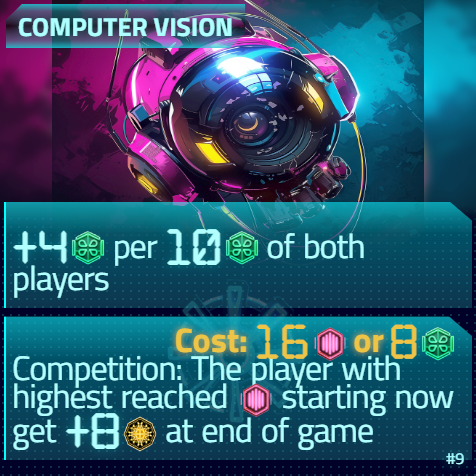 COMPUTER VISION
+4 per 10 of both
players
Cost: 16 or 8
Competition: The player with
highest reached starting now
get +8 at end of game
#9